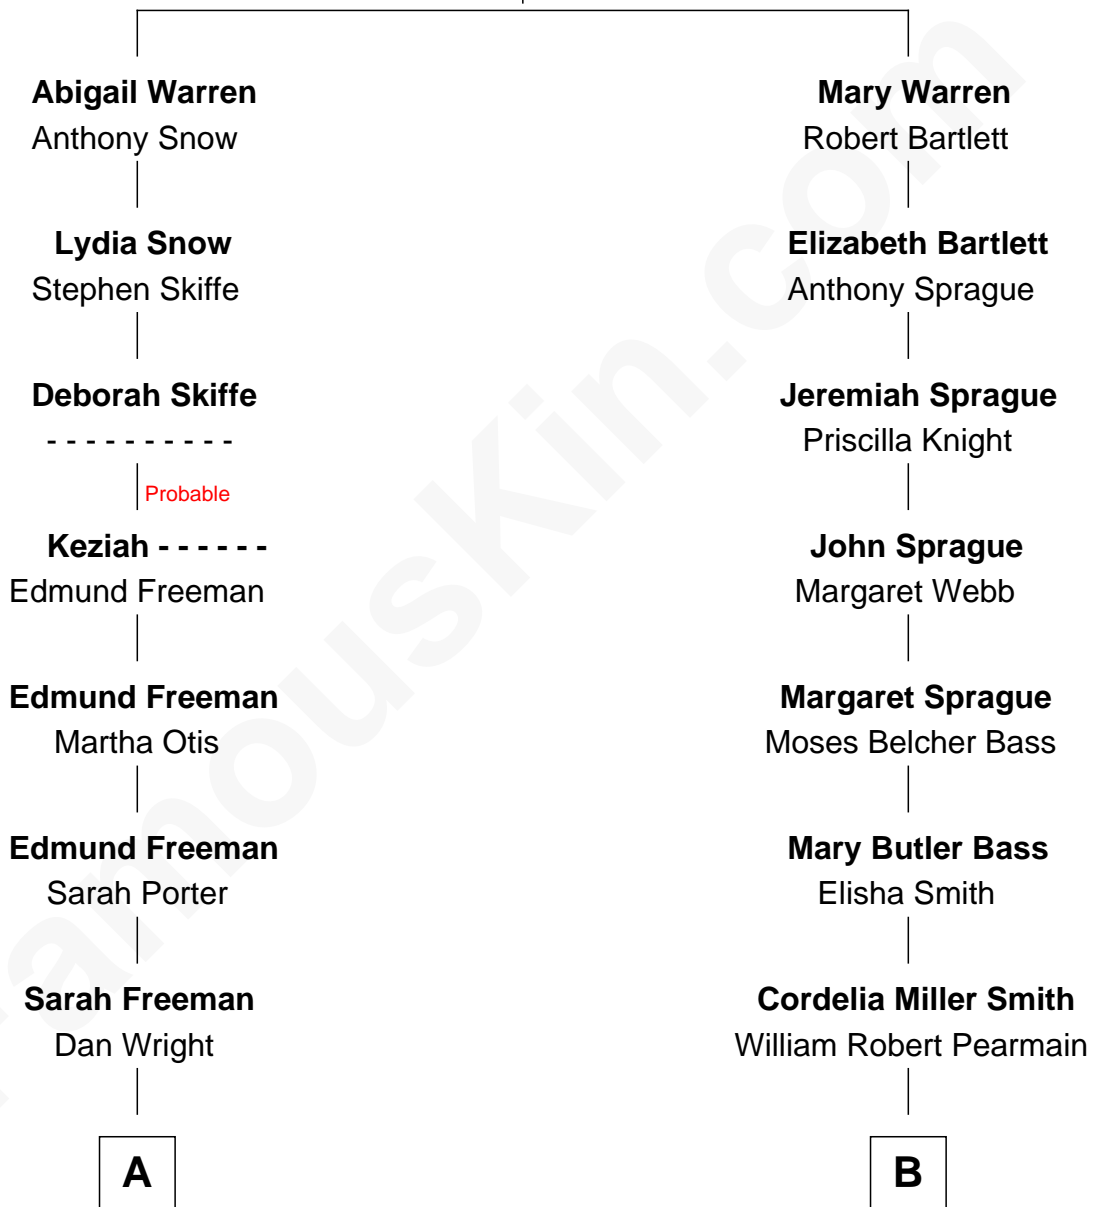 Abigail Warren
Anthony Snow
Mary Warren
Robert Bartlett
Lydia Snow
Stephen Skiffe
Elizabeth Bartlett
Anthony Sprague
Deborah Skiffe
- - - - - - - - - -
Jeremiah Sprague
Priscilla Knight
Probable
Keziah - - - - - -
Edmund Freeman
John Sprague
Margaret Webb
Edmund Freeman
Martha Otis
Margaret Sprague
Moses Belcher Bass
Edmund Freeman
Sarah Porter
Mary Butler Bass
Elisha Smith
Sarah Freeman
Dan Wright
Cordelia Miller Smith
William Robert Pearmain
A
B
FamousKin.com